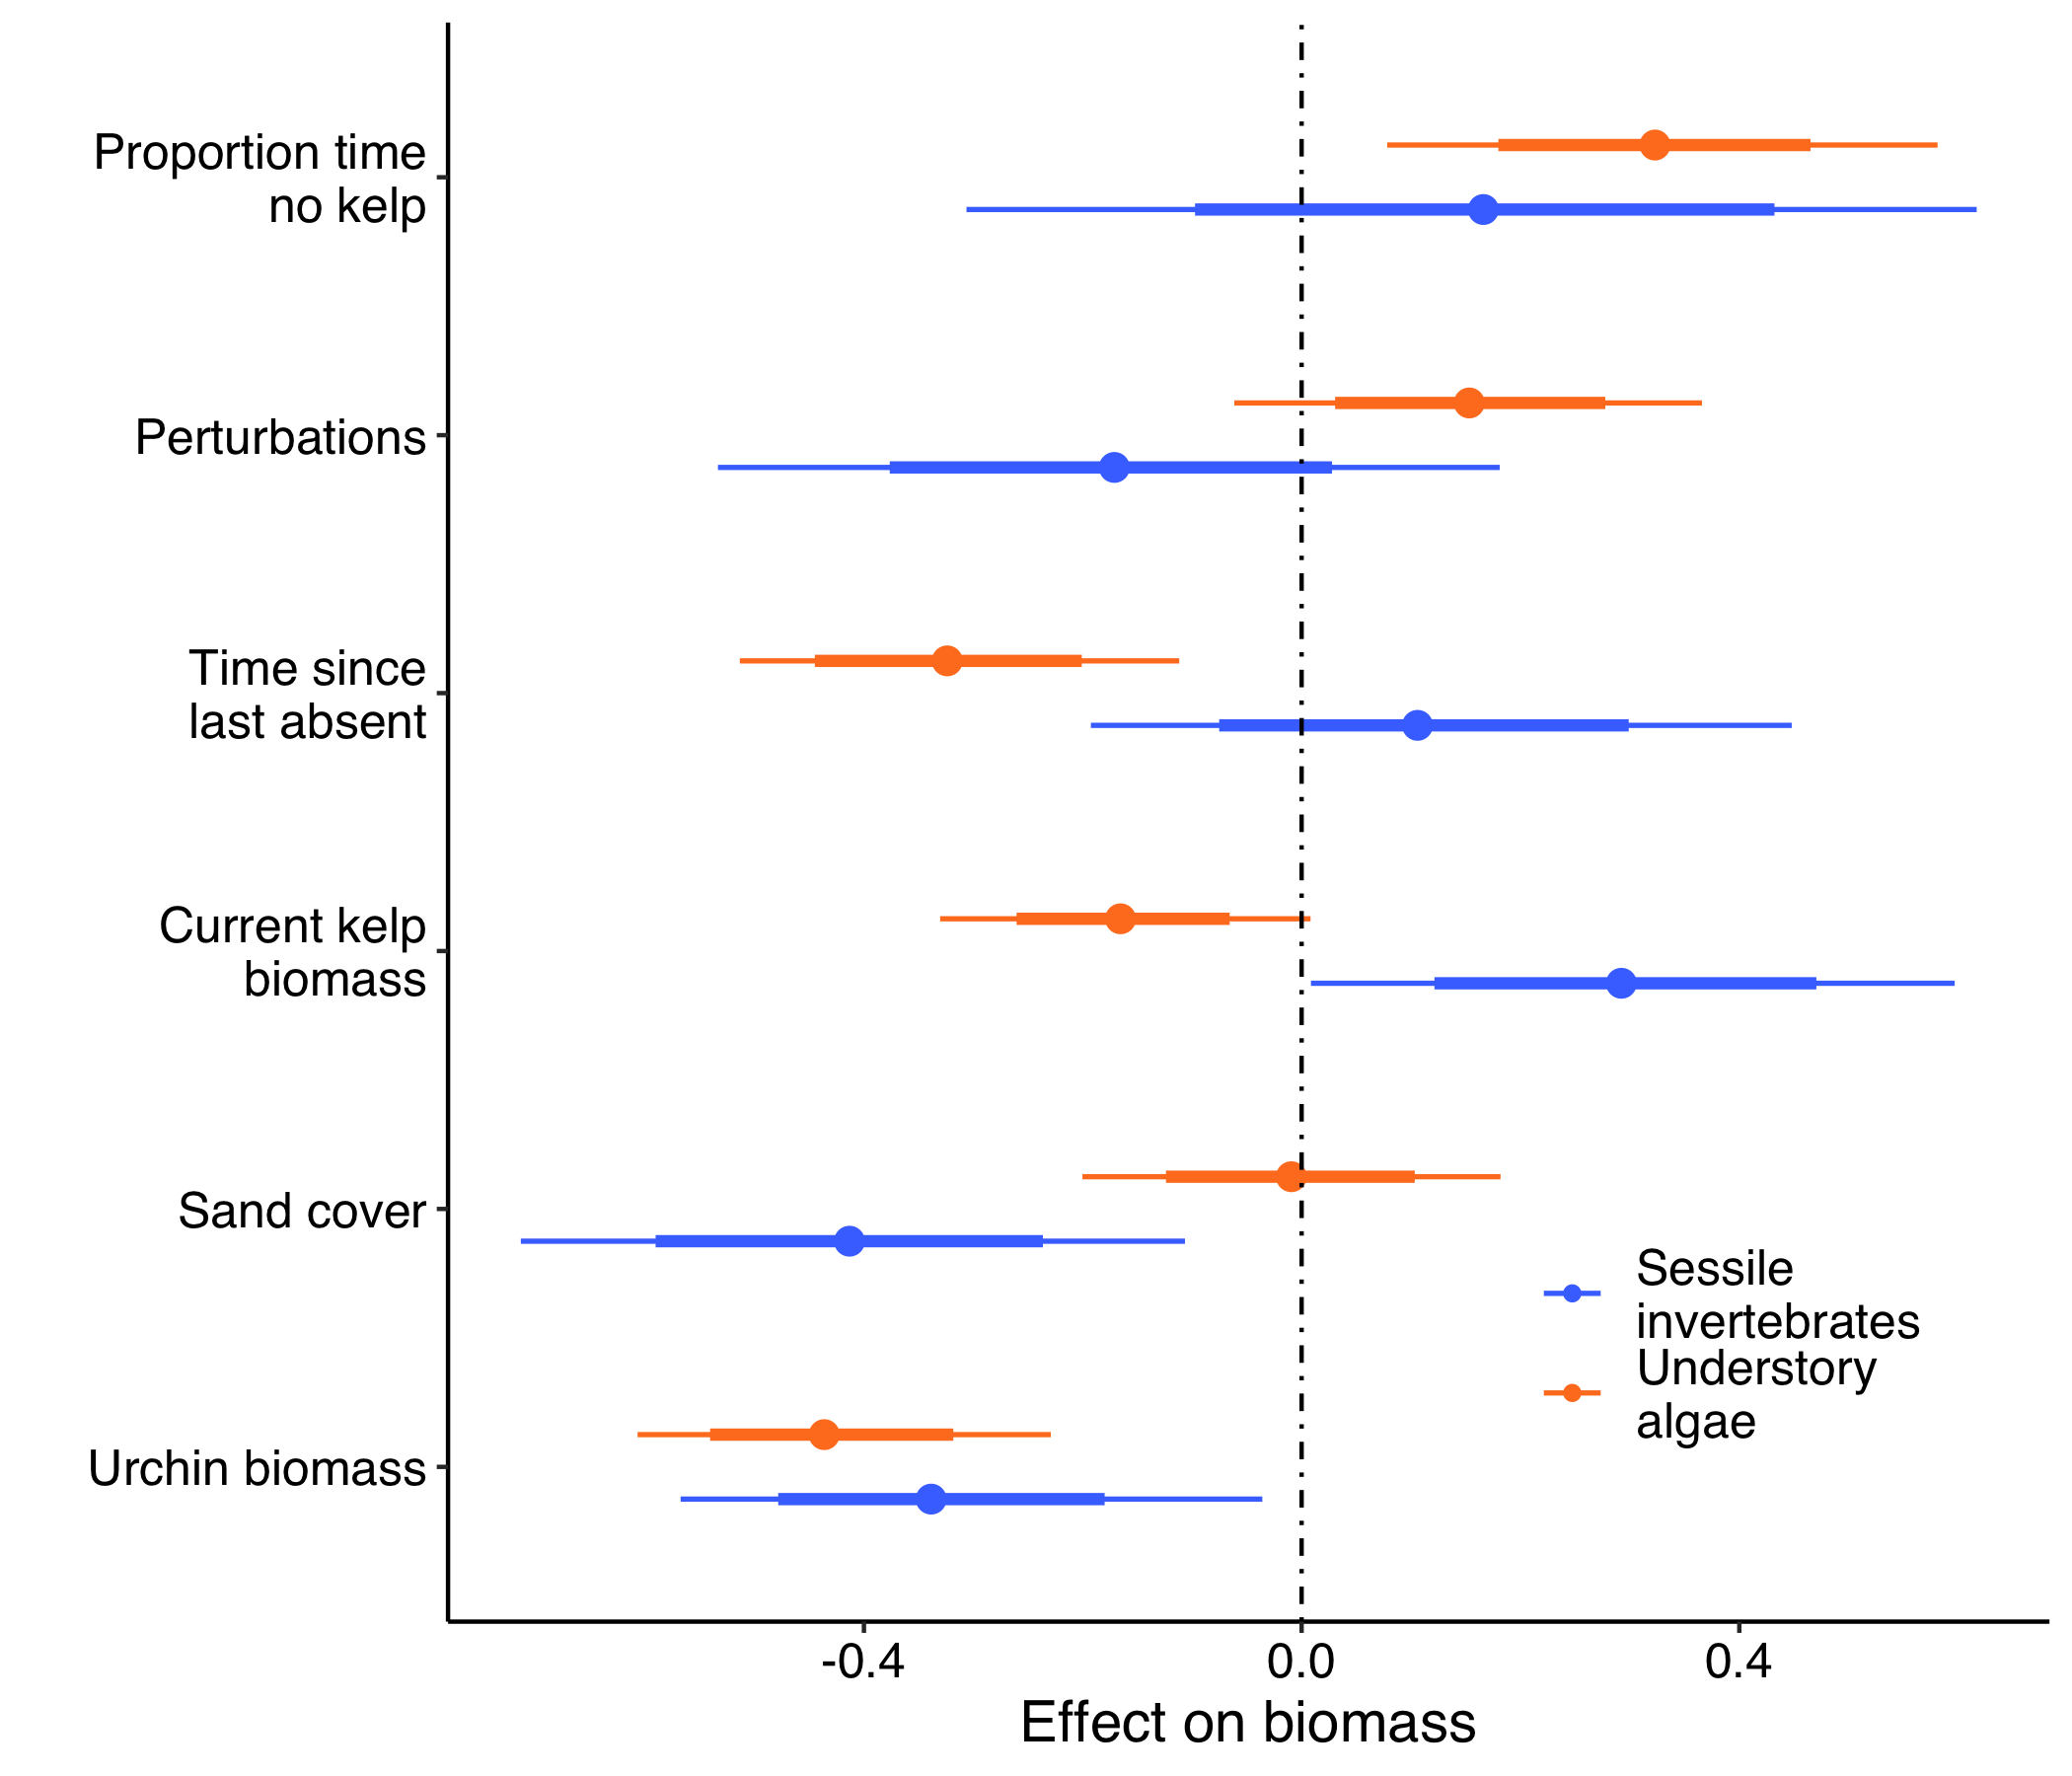 Proportion time
no kelp
Perturbations
Time since
last absent
Current kelp
biomass
Sand cover
Urchin biomass
Sessile
invertebrates
Understory
algae
-0.4
0.0
0.4
Effect on biomass